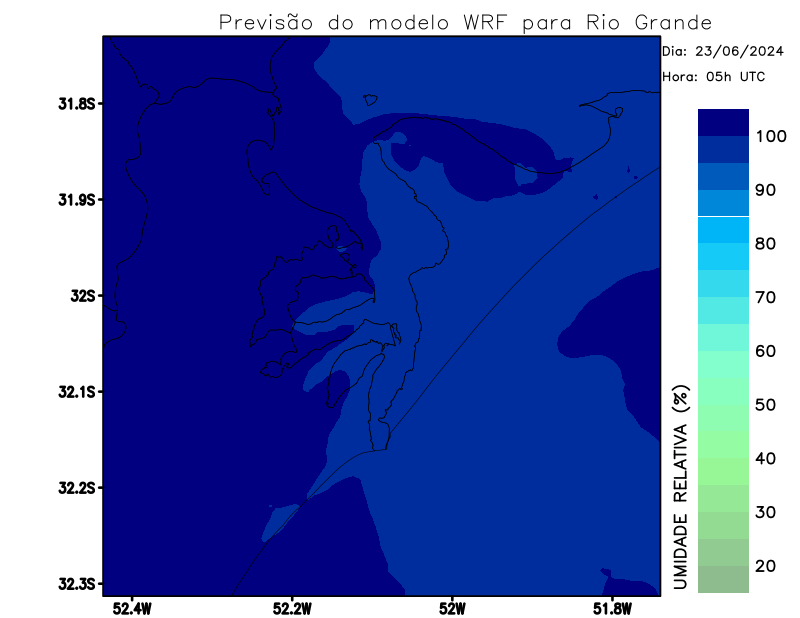 Previsão do modelo WRF para Rio Grande
Dia: 23/06/2024
Hora: 05h UTC
31.8S
31.9S
32S
32.1S
32.2S
32.3S
52.4W
52.2W
52W
51.8W
UMIDADE RELATIVA (%)
100
90
80
70
60
50
40
30
20